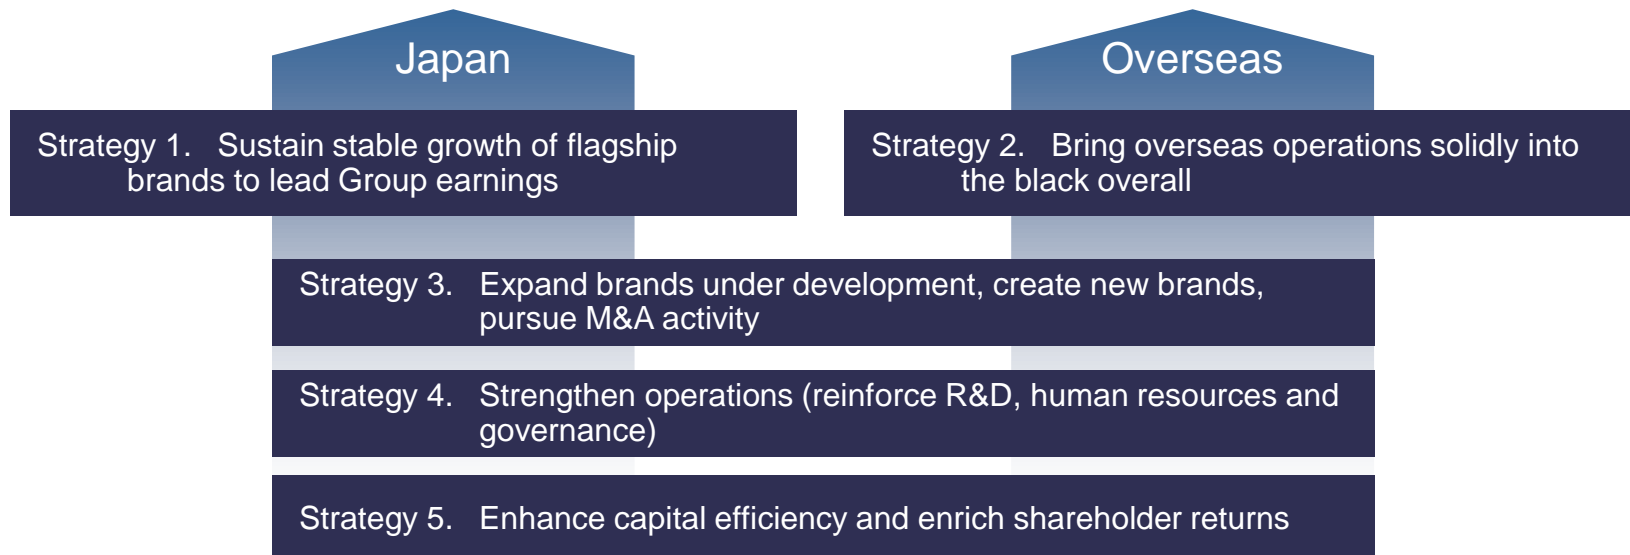 Japan
Overseas
Strategy 1. Sustain stable growth of flagship
brands to lead Group earnings
Strategy 2. Bring overseas operations solidly into
the black overall
Strategy 3. Expand brands under development, create new brands,
pursue M&A activity
Strategy 4. Strengthen operations (reinforce R&D, human resources and
governance)
Strategy 5. Enhance capital efficiency and enrich shareholder returns